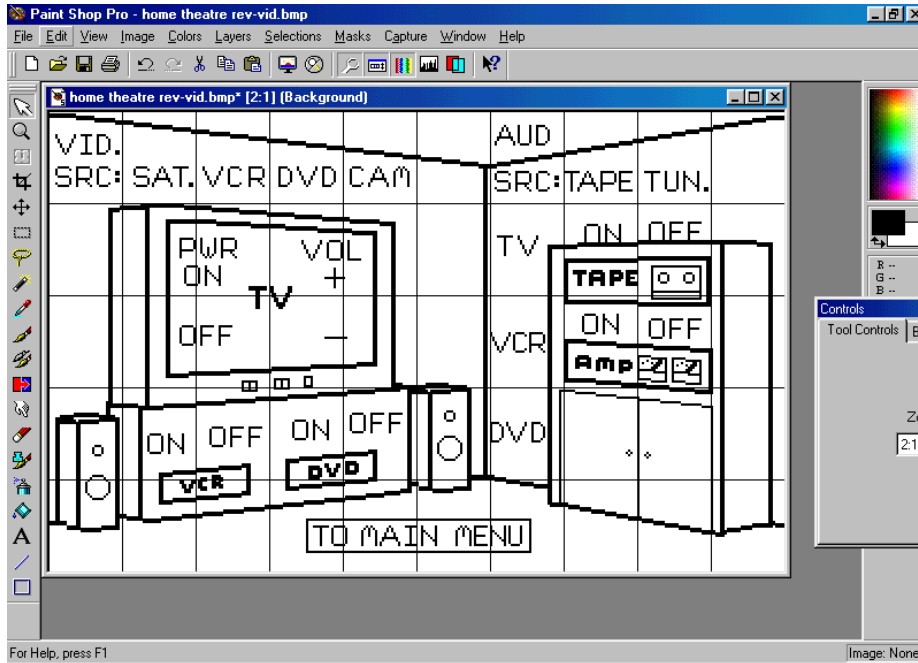 Paint Shop Pro - home theatre rev-vid.bmp
File Edit View Image Colors Layers Selections Masks Capture Window Help
home theatre rev-vid.bmp* [2:1] (Background)
VID.
SRC: SAT. VCR DVD CAM
AUD
SRC: TAPE TUN.
PWR VOL
ON +
TV
OFF -
TV
ON OFF
TAPE
VCR
ON OFF
AMP
DVD
ON OFF ON OFF
VCR DVD
TO MAIN MENU
R --
G --
B --
Controls
Tool Controls
2:1
For Help, press F1
Image: None